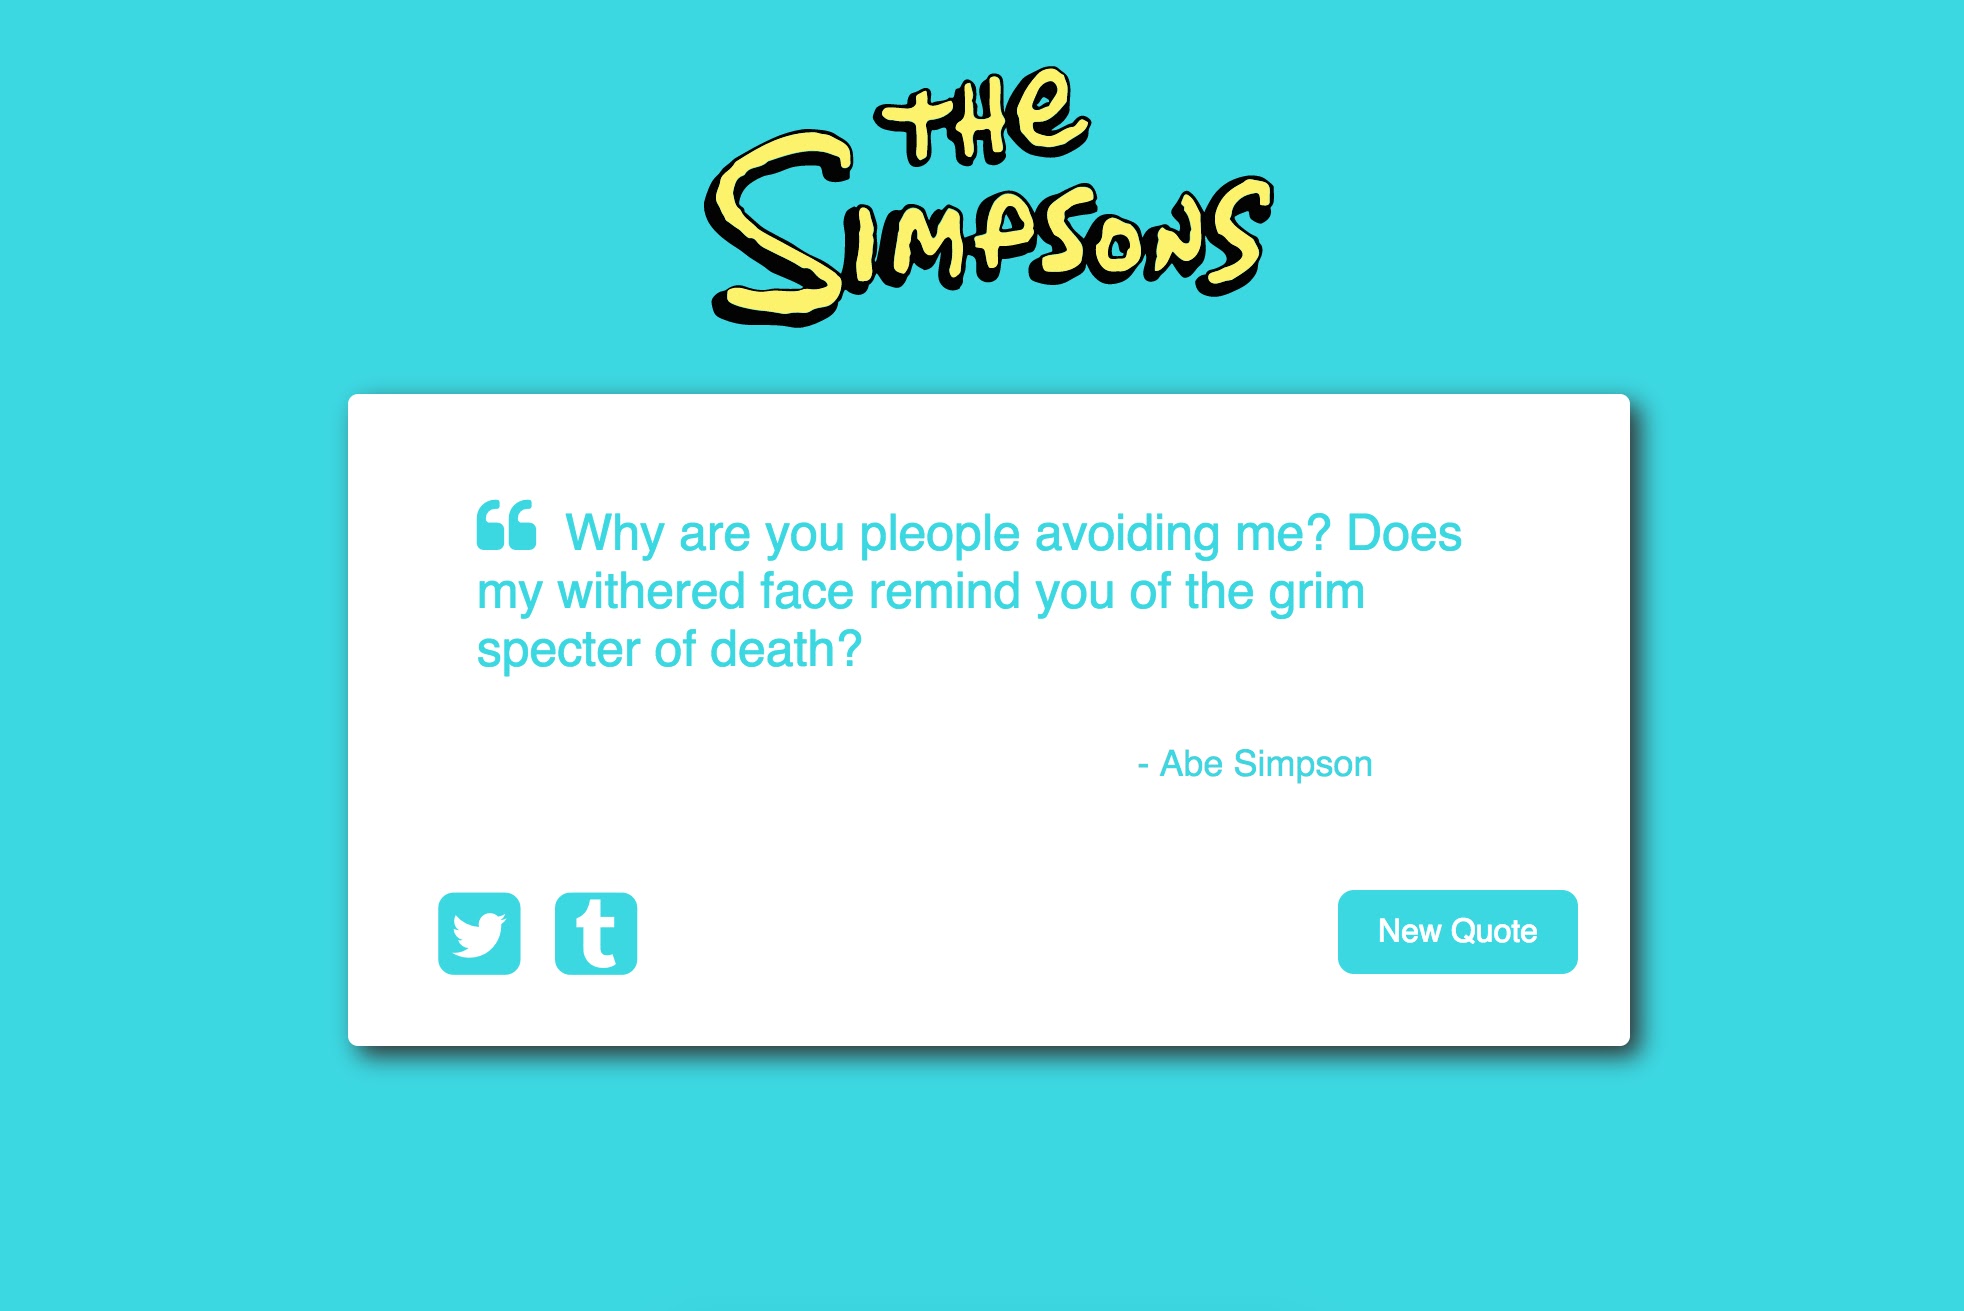 THE
SIMPSONS
“ Why are you pleople avoiding me? Does
my withered face remind you of the grim
specter of death?
- Abe Simpson
t
New Quote